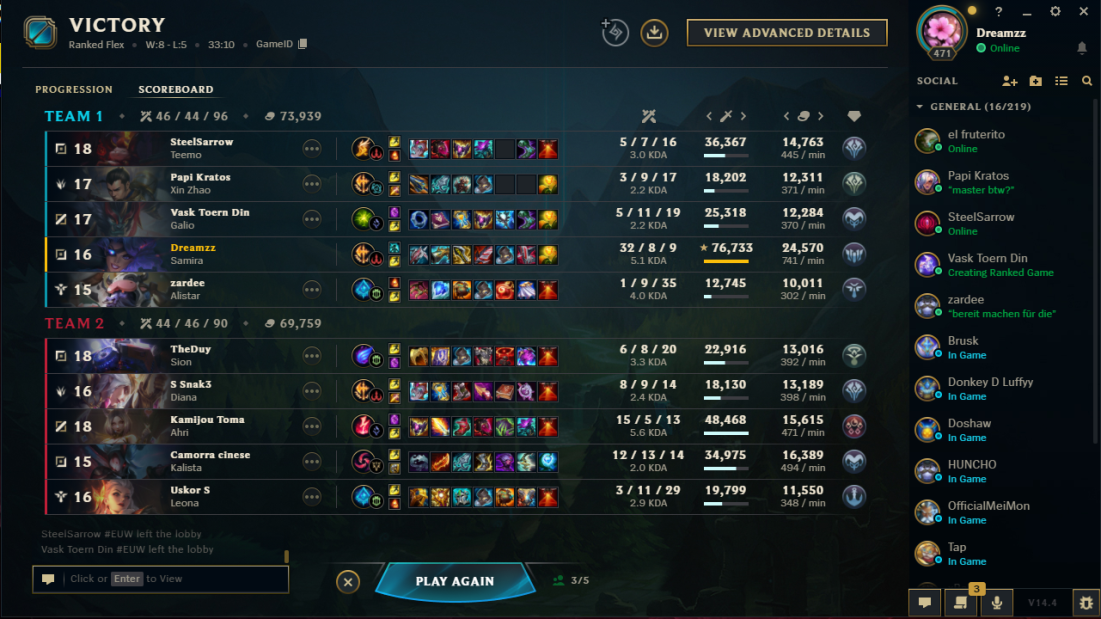 VICTORY
Ranked Flex • W:8 - L:5 • 33:10 • GameID
VIEW ADVANCED DETAILS
PROGRESSION SCOREBOARD
TEAM 1 46 / 44 / 96 73,939
18 SteelSarrow 5 / 7 / 16 36,367 14,763
Teemo 3.0 KDA 445 / min
17 Papi Kratos 3 / 9 / 17 18,202 12,311
Xin Zhao 2.2 KDA 371 / min
17 Vask Toern Din 5 / 11 / 19 25,318 12,284
Galio 2.2 KDA 370 / min
16 Dreamzz 32 / 8 / 9 76,733 24,570
Samira 5.1 KDA 741 / min
15 zardee 1 / 9 / 35 12,745 10,011
Alistar 4.0 KDA 302 / min
TEAM 2 44 / 46 / 90 69,759
18 TheDuy 6 / 8 / 20 22,916 13,016
Sion 3.3 KDA 392 / min
16 S Snak3 8 / 9 / 14 18,130 13,189
Diana 2.4 KDA 398 / min
18 Kamijou Toma 15 / 5 / 13 48,468 15,615
Ahri 5.6 KDA 471 / min
15 Camorra cinese 12 / 13 / 14 34,975 16,389
Kalista 2.0 KDA 494 / min
16 Uskor S 3 / 11 / 29 19,799 11,550
Leona 2.9 KDA 348 / min
SteelSarrow #EUW left the lobby
Vask Toern Din #EUW left the lobby
Click or Enter to View
PLAY AGAIN
3/5
471
Dreamzz
Online
SOCIAL
GENERAL (16/219)
el fruterito
Online
Papi Kratos
"master btw?"
SteelSarrow
Online
Vask Toern Din
Creating Ranked Game
zardee
"bereit machen für die"
Brusk
In Game
Donkey D Luffyy
In Game
Doshaw
In Game
HUNCHO
In Game
OfficialMeiMon
In Game
Tap
In Game
3
V14.4